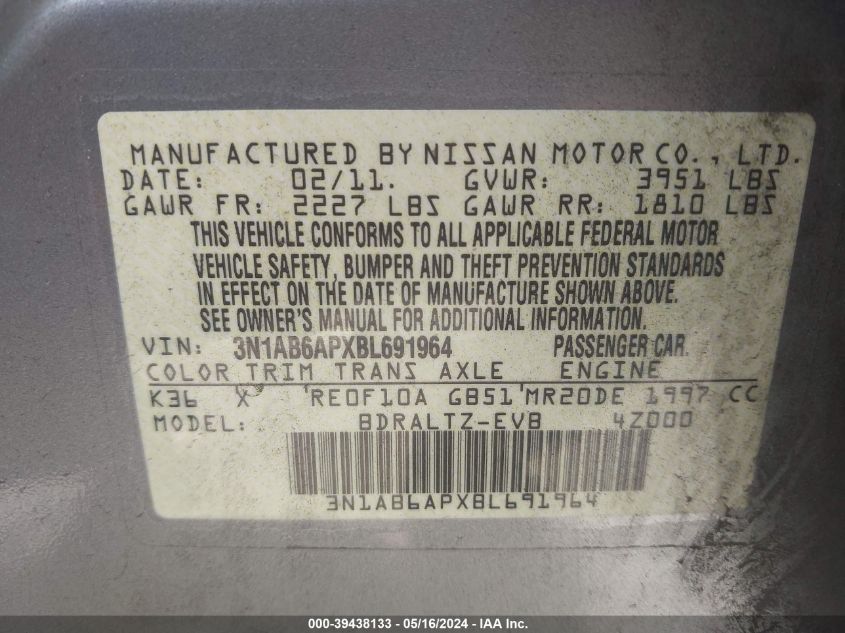 MANUFACTURED BY NISSAN MOTOR CO., LTD.
DATE: 02/11. GVWR: 3951 LBS
GAWR FR: 2227 LBS GAWR RR: 1810 LBS
THIS VEHICLE CONFORMS TO ALL APPLICABLE FEDERAL MOTOR
VEHICLE SAFETY, BUMPER AND THEFT PREVENTION STANDARDS
IN EFFECT ON THE DATE OF MANUFACTURE SHOWN ABOVE.
SEE OWNER'S MANUAL FOR ADDITIONAL INFORMATION.
VIN: 3N1AB6APXBL691964 PASSENGER CAR.
COLOR TRIM TRANS AXLE ENGINE
K36 X 'RE0F10A GB51'MR20DE 1997 CC
MODEL: BDRALTZ-EVB 4Z000
3N1AB6APXBL691964
000-39438133 - 05/16/2024 - IAA Inc.